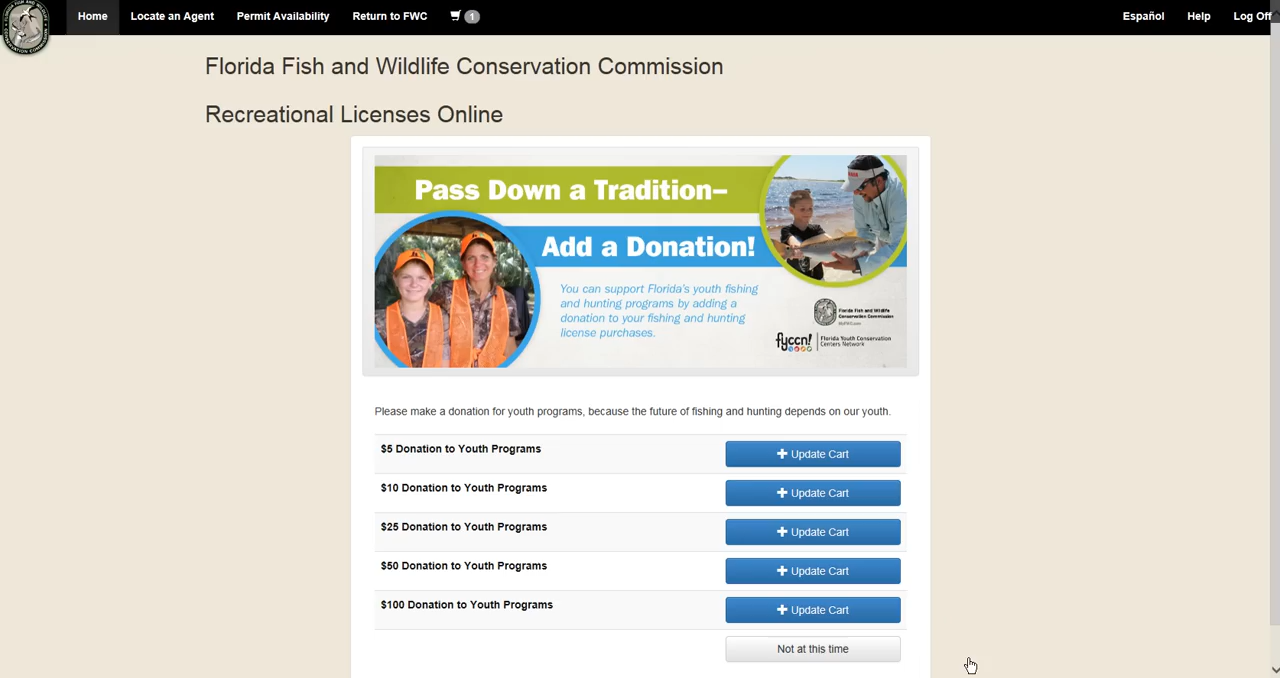 Home Locate an Agent Permit Availability Return to FWC 1 Español Help Log Off
Florida Fish and Wildlife Conservation Commission
Recreational Licenses Online
Pass Down a Tradition–
Add a Donation!
You can support Florida's youth fishing
and hunting programs by adding a
donation to your fishing and hunting
license purchases.
Florida Fish and Wildlife
Conservation Commission
MyFWC.com
fyccn! Florida Youth Conservation
Centers Network
Please make a donation for youth programs, because the future of fishing and hunting depends on our youth.
$5 Donation to Youth Programs Update Cart
$10 Donation to Youth Programs Update Cart
$25 Donation to Youth Programs Update Cart
$50 Donation to Youth Programs Update Cart
$100 Donation to Youth Programs Update Cart
Not at this time